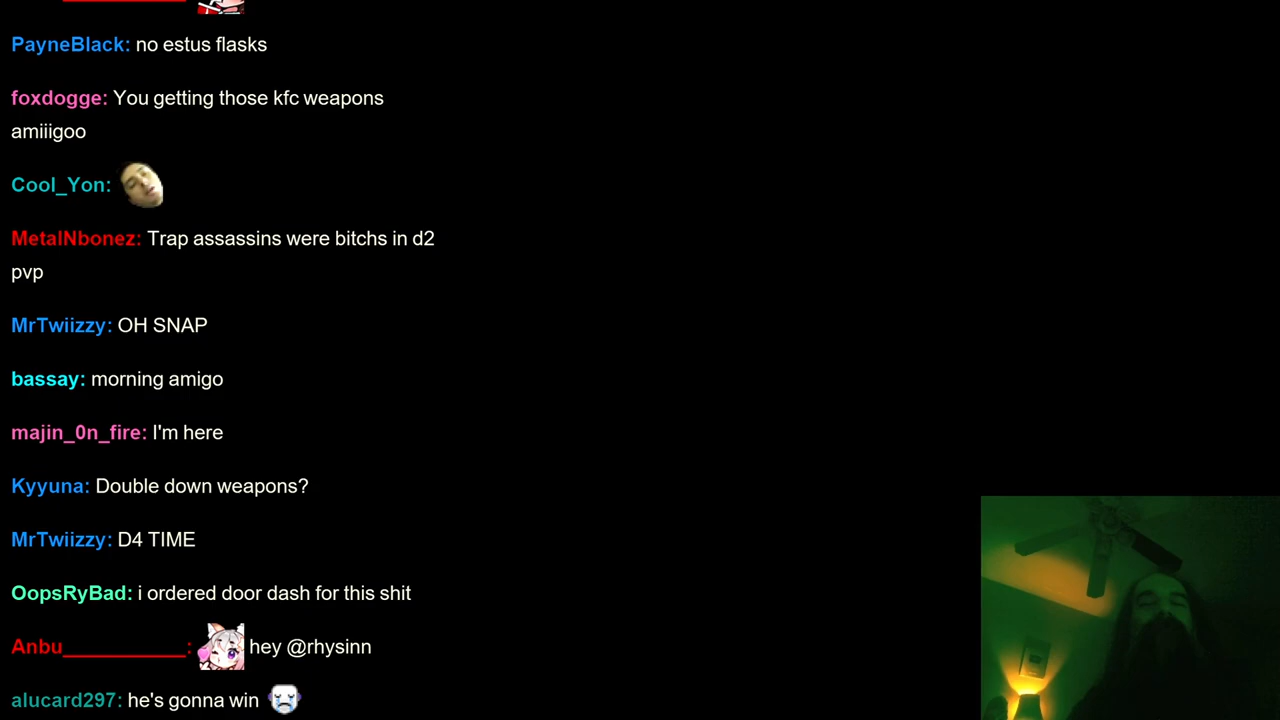 PayneBlack: no estus flasks
foxdogge: You getting those kfc weapons
amiiigoo
Cool_Yon:
MetalNbonez: Trap assassins were bitchs in d2
pvp
MrTwiizzy: OH SNAP
bassay: morning amigo
majin_0n_fire: I'm here
Kyyuna: Double down weapons?
MrTwiizzy: D4 TIME
OopsRyBad: i ordered door dash for this shit
Anbu___________: hey @rhysinn
alucard297: he's gonna win